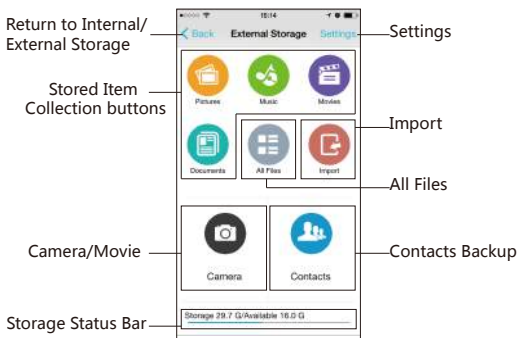 Return to Internal/
External Storage
Stored Item
Collection buttons
Camera/Movie
Storage Status Bar
15:14
Back
External Storage
Settings
Pictures
Music
Movies
Documents
All Files
Import
Camera
Contacts
Storage 29.7 G/Available 16.0 G
Settings
Import
All Files
Contacts Backup